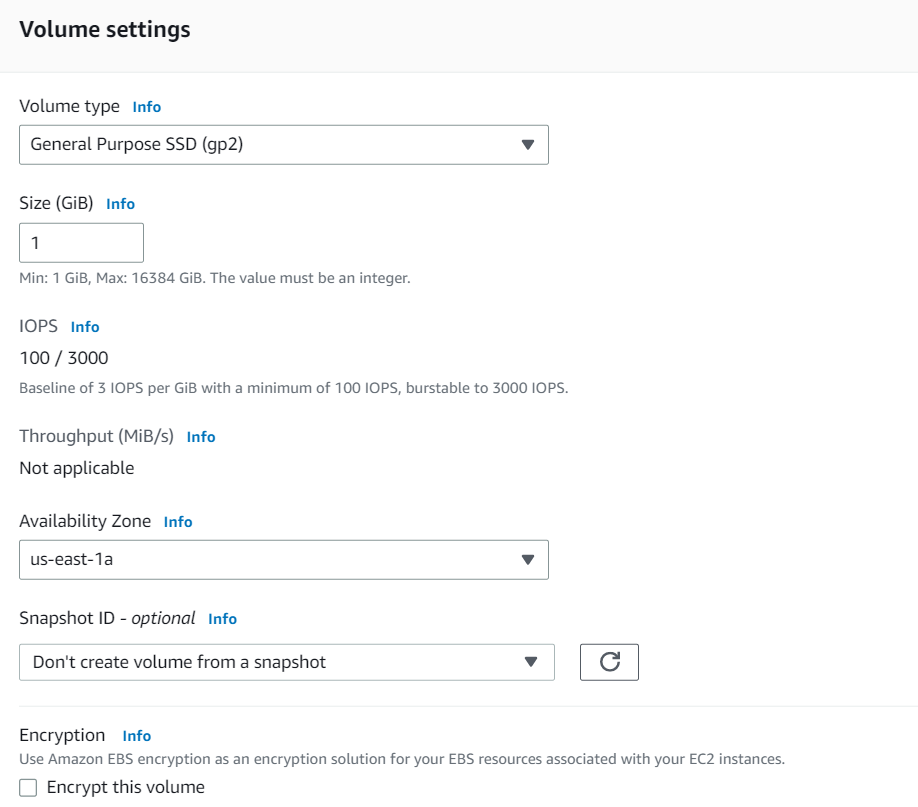 Volume settings
Volume type Info
General Purpose SSD (gp2)
Size (GiB) Info
1
Min: 1 GiB, Max: 16384 GiB. The value must be an integer.
IOPS Info
100 / 3000
Baseline of 3 IOPS per GiB with a minimum of 100 IOPS, burstable to 3000 IOPS.
Throughput (MiB/s) Info
Not applicable
Availability Zone Info
us-east-1a
Snapshot ID - optional Info
Don't create volume from a snapshot
Encryption Info
Use Amazon EBS encryption as an encryption solution for your EBS resources associated with your EC2 instances.
Encrypt this volume